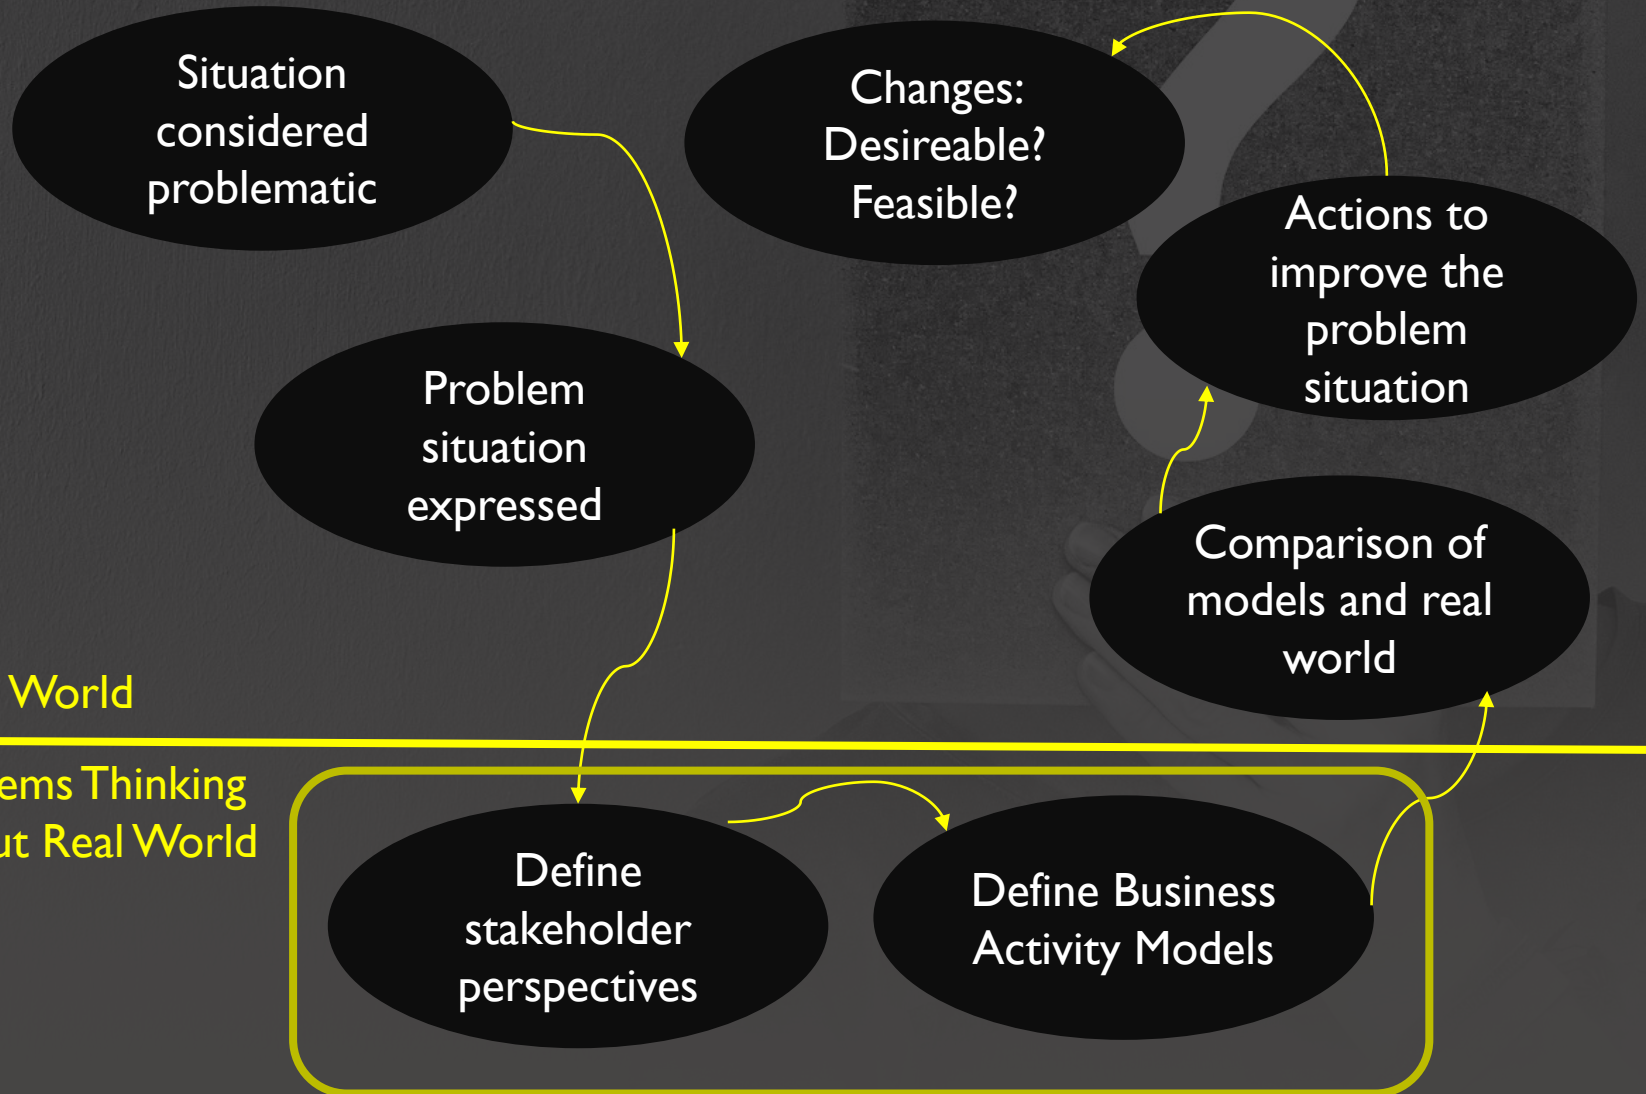 Situation
considered
problematic
Changes:
Desireable?
Feasible?
Actions to
improve the
problem
situation
Problem
situation
expressed
Comparison of
models and real
world
World
ems Thinking
ut Real World
Define
stakeholder
perspectives
Define Business
Activity Models